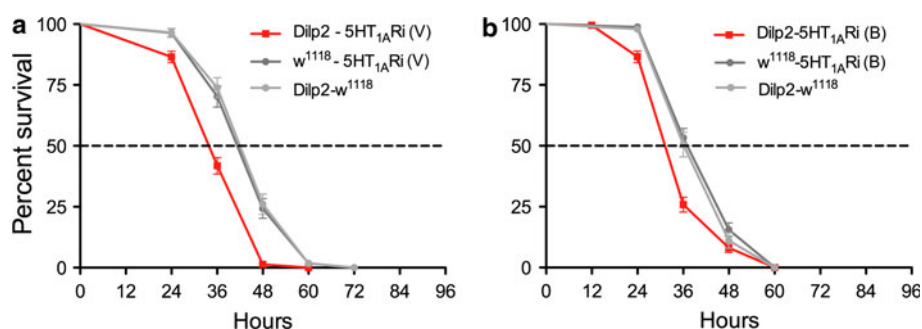 a
Percent survival
100
75
50
25
0
0 12 24 36 48 60 72 84 96
Hours
Dilp2 - 5HT1ARi (V)
w1118 - 5HT1ARi (V)
Dilp2-w1118
b
100
75
50
25
0
0 12 24 36 48 60 72 84 96
Hours
Dilp2-5HT1ARi (B)
w1118-5HT1ARi (B)
Dilp2-w1118